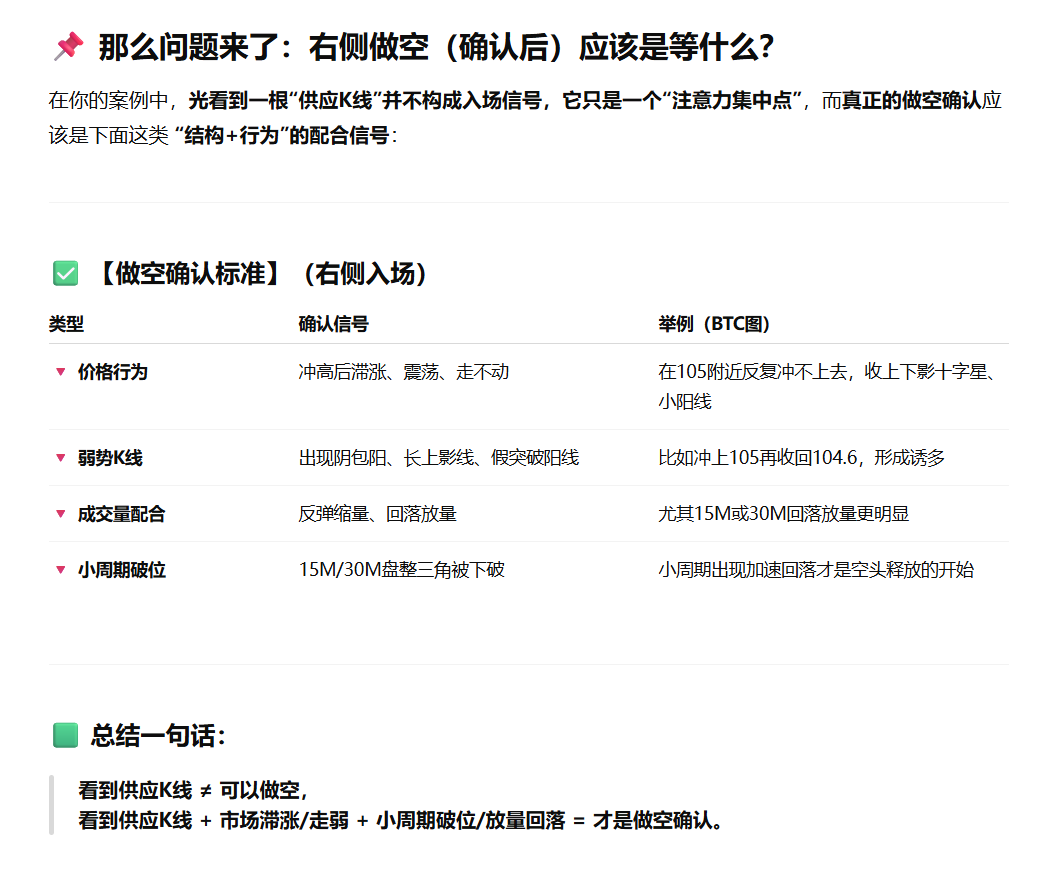 📌 那么问题来了：右侧做空（确认后）应该是等什么？
在你的案例中，光看到一根“供应K线”并不构成入场信号，它只是一个“注意力集中点”，而真正的做空确认应
该是下面这类 “结构+行为”的配合信号：
✅ 【做空确认标准】（右侧入场）
类型 确认信号 举例（BTC图）
🔻 价格行为 冲高后滞涨、震荡、走不动 在105附近反复冲不上去，收上下影十字星、
小阳线
🔻 弱势K线 出现阴包阳、长上影线、假突破阳线 比如冲上105再收回104.6，形成诱多
🔻 成交量配合 反弹缩量、回落放量 尤其15M或30M回落放量更明显
🔻 小周期破位 15M/30M盘整三角被下破 小周期出现加速回落才是空头释放的开始
🟩 总结一句话：
看到供应K线 ≠ 可以做空，
看到供应K线 + 市场滞涨/走弱 + 小周期破位/放量回落 = 才是做空确认。